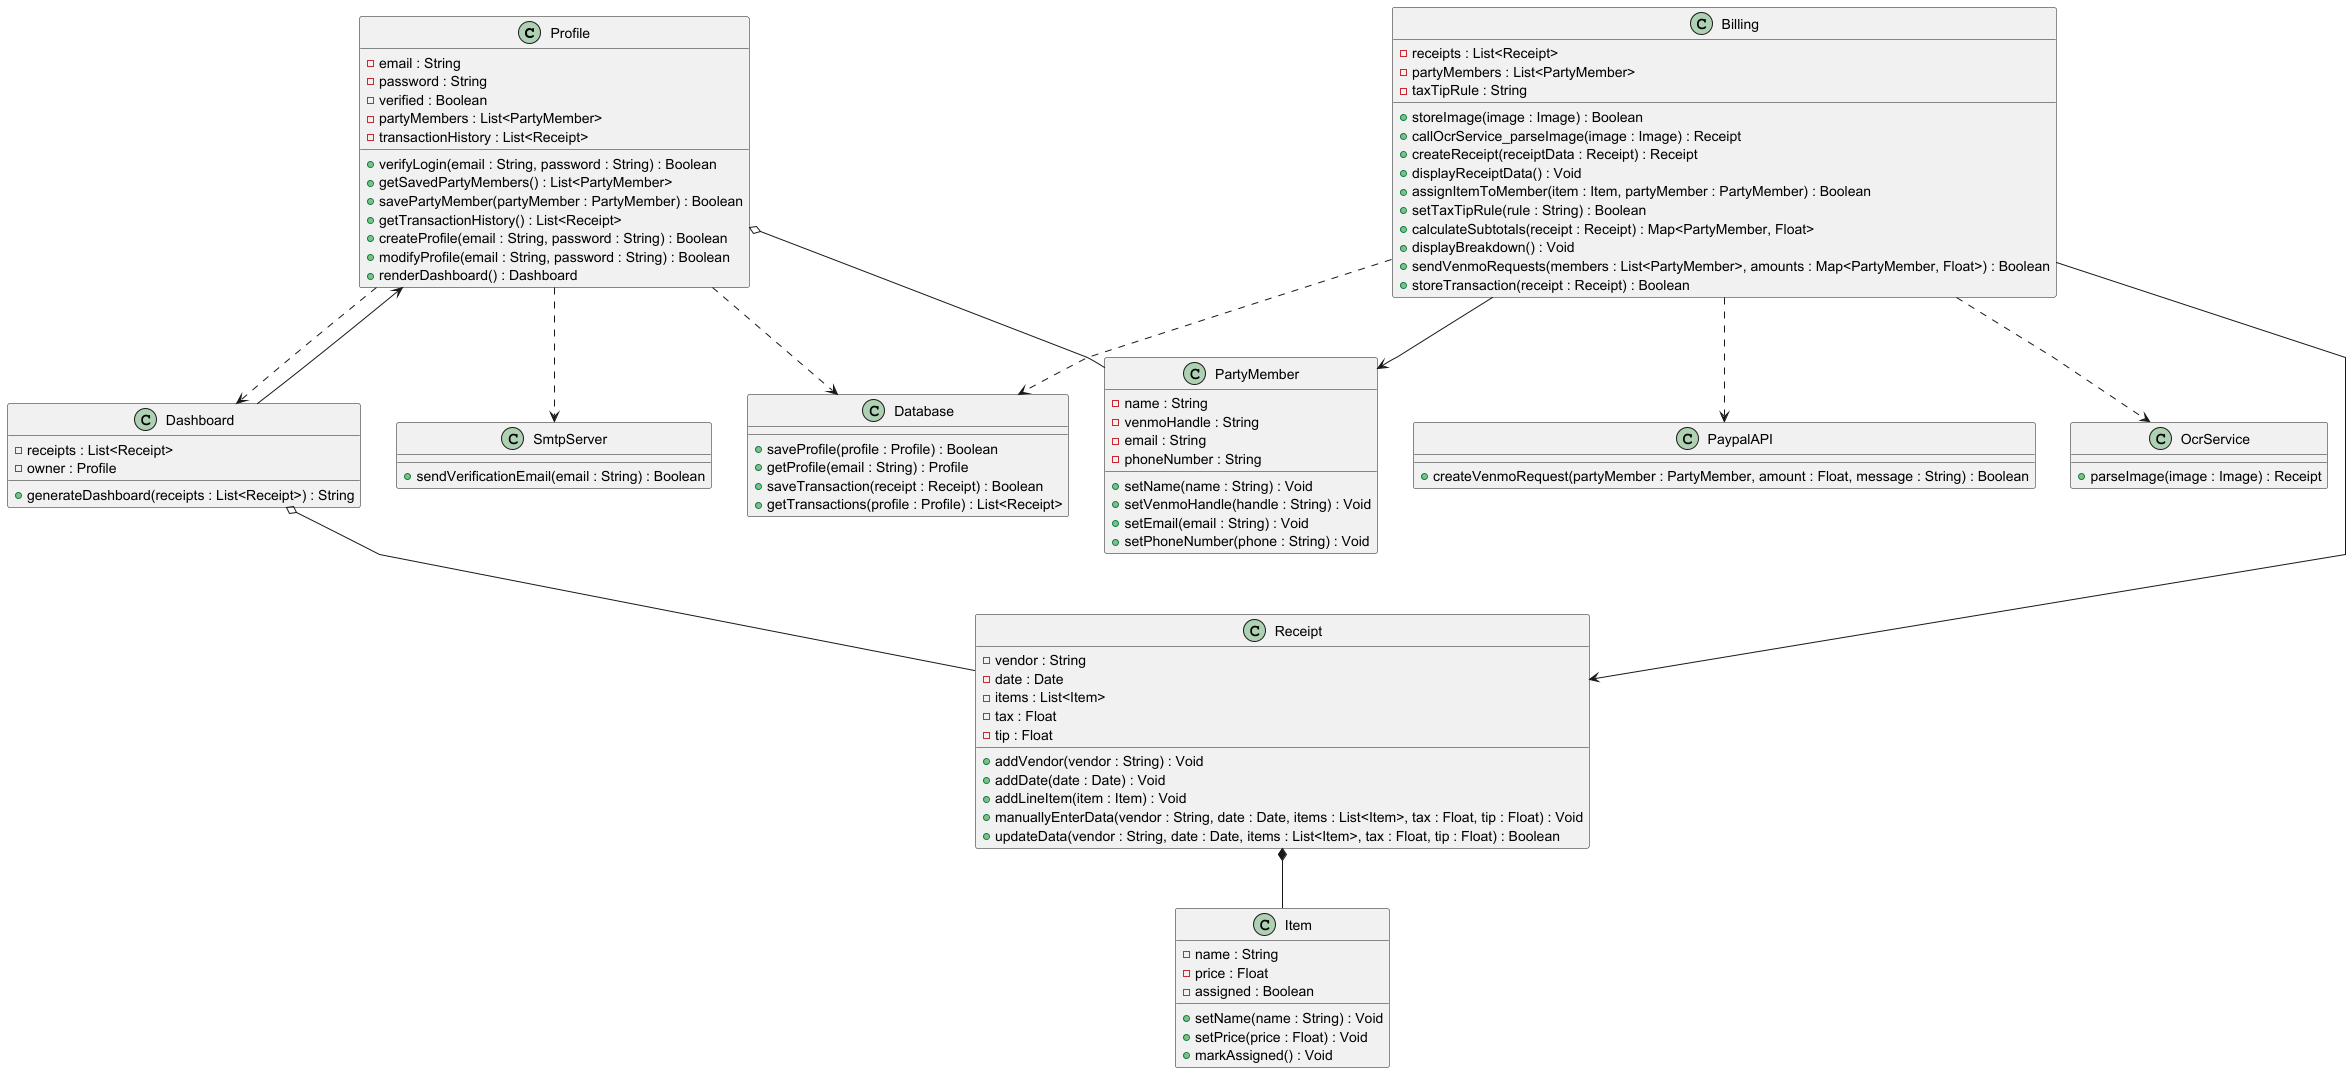 C Profile
email : String
password : String
verified : Boolean
partyMembers : List<PartyMember>
transactionHistory : List<Receipt>
verifyLogin(email : String, password : String) : Boolean
getSavedPartyMembers() : List<PartyMember>
savePartyMember(partyMember : PartyMember) : Boolean
getTransactionHistory() : List<Receipt>
createProfile(email : String, password : String) : Boolean
modifyProfile(email : String, password : String) : Boolean
renderDashboard() : Dashboard
C Billing
receipts : List<Receipt>
partyMembers : List<PartyMember>
taxTipRule : String
storeImage(image : Image) : Boolean
callOcrService_parseImage(image : Image) : Receipt
createReceipt(receiptData : Receipt) : Receipt
displayReceiptData() : Void
assignItemToMember(item : Item, partyMember : PartyMember) : Boolean
setTaxTipRule(rule : String) : Boolean
calculateSubtotals(receipt : Receipt) : Map<PartyMember, Float>
displayBreakdown() : Void
sendVenmoRequests(members : List<PartyMember>, amounts : Map<PartyMember, Float>) : Boolean
storeTransaction(receipt : Receipt) : Boolean
C Dashboard
receipts : List<Receipt>
owner : Profile
generateDashboard(receipts : List<Receipt>) : String
C SmtpServer
sendVerificationEmail(email : String) : Boolean
C Database
saveProfile(profile : Profile) : Boolean
getProfile(email : String) : Profile
saveTransaction(receipt : Receipt) : Boolean
getTransactions(profile : Profile) : List<Receipt>
C PartyMember
name : String
venmoHandle : String
email : String
phoneNumber : String
setName(name : String) : Void
setVenmoHandle(handle : String) : Void
setEmail(email : String) : Void
setPhoneNumber(phone : String) : Void
C PaypalAPI
createVenmoRequest(partyMember : PartyMember, amount : Float, message : String) : Boolean
C OcrService
parseImage(image : Image) : Receipt
C Receipt
vendor : String
date : Date
items : List<Item>
tax : Float
tip : Float
addVendor(vendor : String) : Void
addDate(date : Date) : Void
addLineItem(item : Item) : Void
manuallyEnterData(vendor : String, date : Date, items : List<Item>, tax : Float, tip : Float) : Void
updateData(vendor : String, date : Date, items : List<Item>, tax : Float, tip : Float) : Boolean
C Item
name : String
price : Float
assigned : Boolean
setName(name : String) : Void
setPrice(price : Float) : Void
markAssigned() : Void